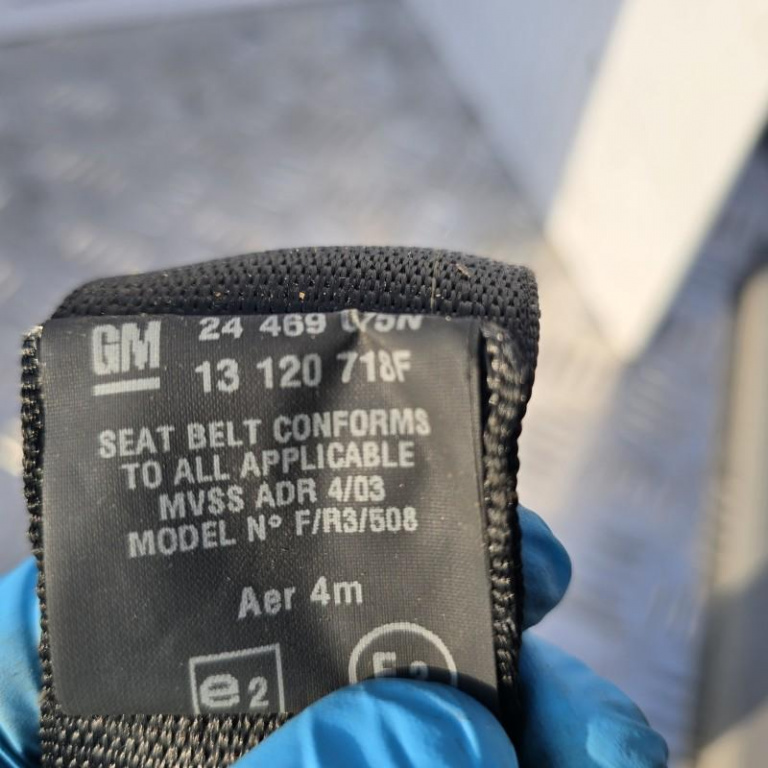 GM
24 469
13 120 718F
SEAT BELT CONFORMS
TO ALL APPLICABLE
MVSS ADR 4/03
MODEL Nº F/R3/508
Aer 4m
e2
E